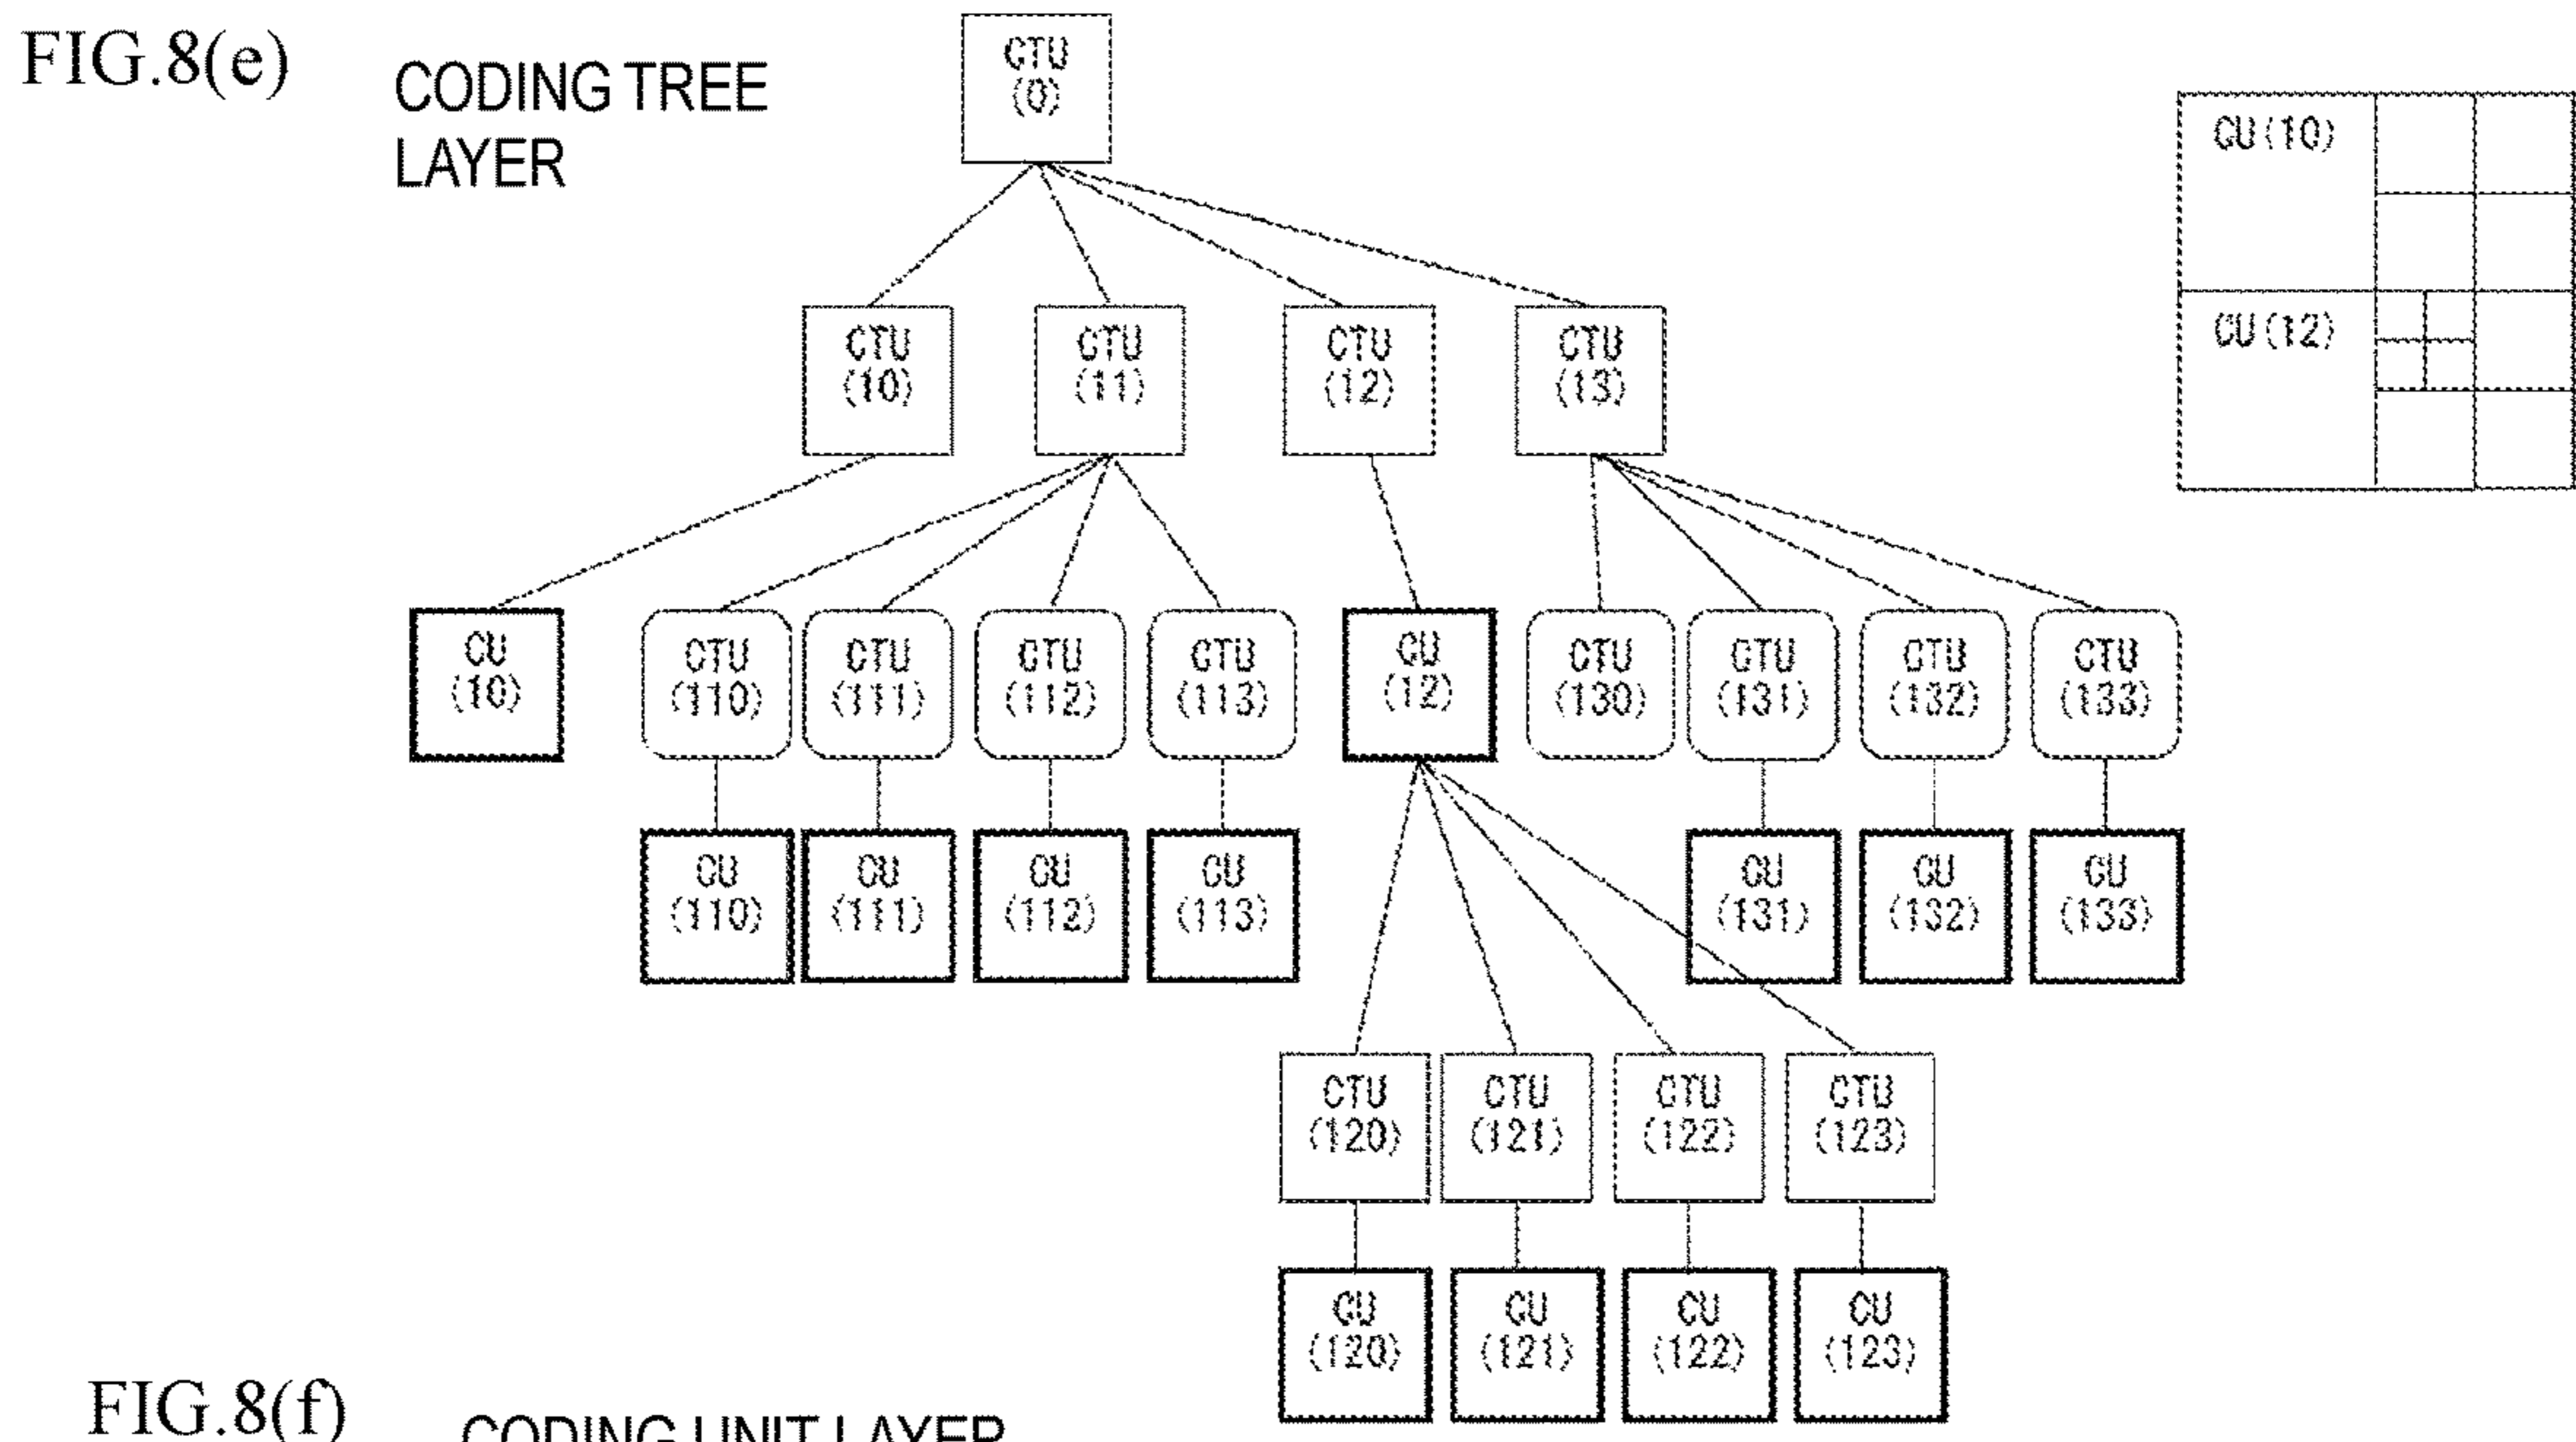 FIG.8(e)
CODING TREE
LAYER
CTU
(0)
CU(10)
CU(12)
CTU
(10)
CTU
(11)
CTU
(12)
CTU
(13)
CU
(10)
CTU
(110)
CTU
(111)
CTU
(112)
CTU
(113)
CU
(12)
CTU
(130)
CTU
(131)
CTU
(132)
CTU
(133)
CU
(110)
CU
(111)
CU
(112)
CU
(113)
CU
(131)
CU
(132)
CU
(133)
CTU
(120)
CTU
(121)
CTU
(122)
CTU
(123)
CU
(120)
CU
(121)
CU
(122)
CU
(123)
FIG.8(f)
CODING UNIT LAYER